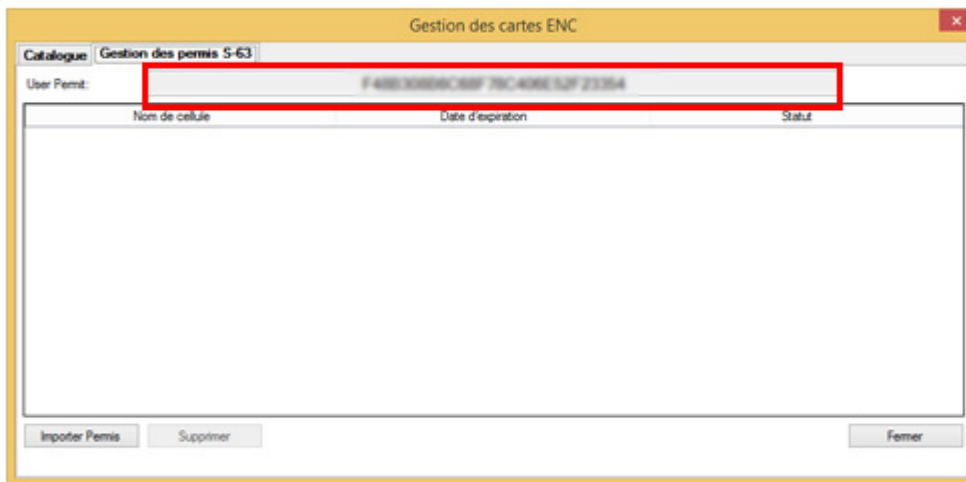 Gestion des cartes ENC
Catalogue Gestion des permis S-63
User Permit:
Nom de cellule Date d'expiration Statut
Importer Permis Supprimer Fermer